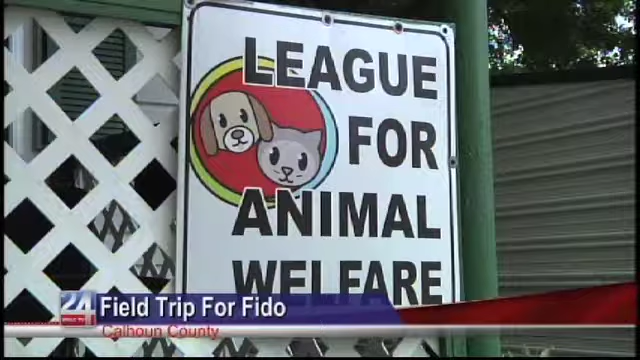 LEAGUE
FOR
ANIMAL
WELFARE
24
Field Trip For Fido
Calhoun County